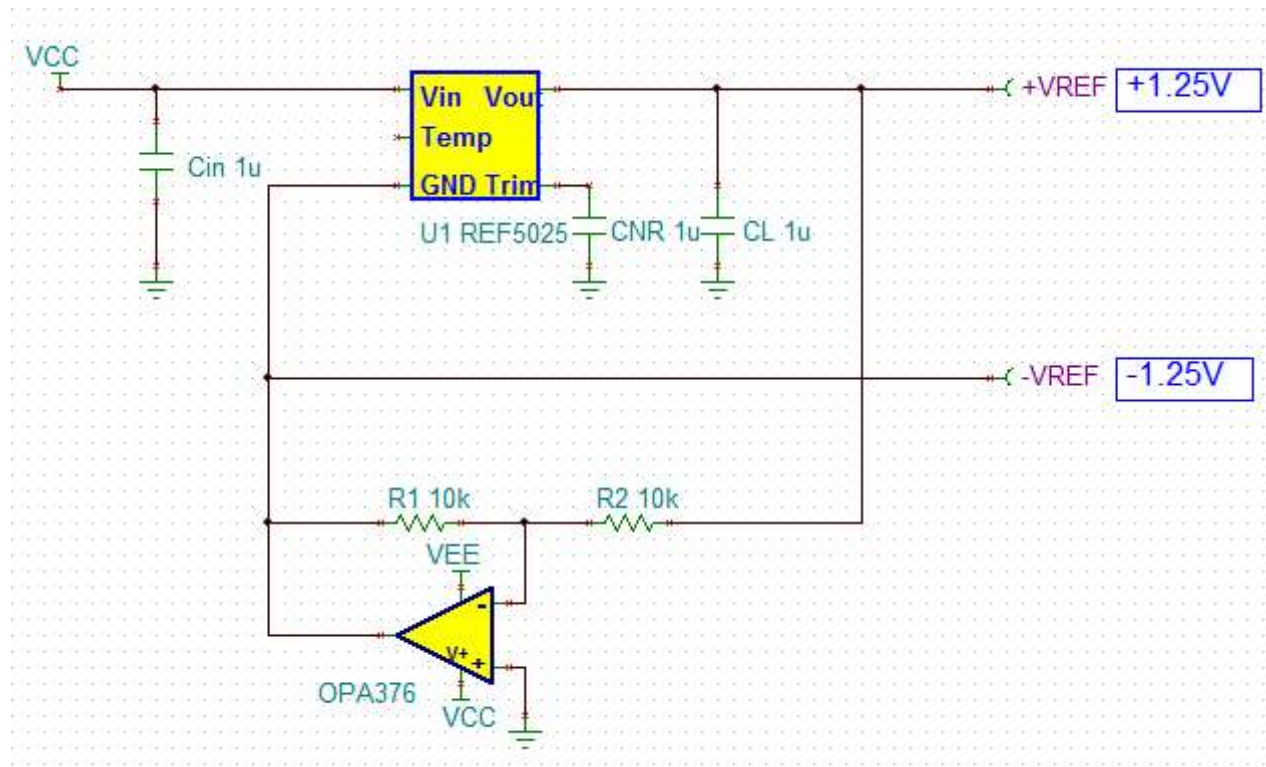 VCC
Vin Vout
+VREF +1.25V
Temp
Cin 1u
GND Trim
U1 REF5025
CNR 1u
CL 1u
-VREF -1.25V
R1 10k
R2 10k
VEE
-
V+
+
OPA376
VCC